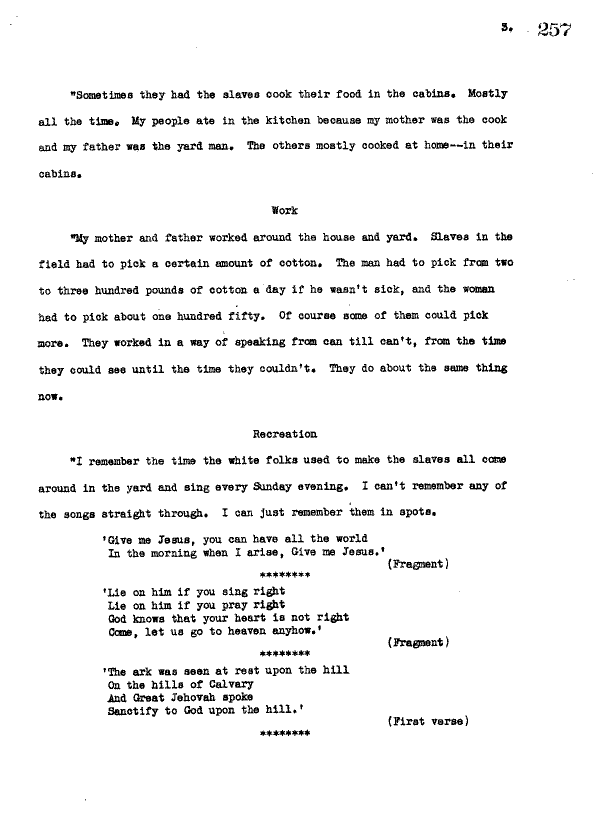 3. 257
"Sometimes they had the slaves cook their food in the cabins. Mostly
all the time. My people ate in the kitchen because my mother was the cook
and my father was the yard man. The others mostly cooked at home--in their
cabins.
Work
"My mother and father worked around the house and yard. Slaves in the
field had to pick a certain amount of cotton. The man had to pick from two
to three hundred pounds of cotton a day if he wasn't sick, and the woman
had to pick about one hundred fifty. Of course some of them could pick
more. They worked in a way of speaking from can till can't, from the time
they could see until the time they couldn't. They do about the same thing
now.
Recreation
"I remember the time the white folks used to make the slaves all come
around in the yard and sing every Sunday evening. I can't remember any of
the songs straight through. I can just remember them in spots.
'Give me Jesus, you can have all the world
In the morning when I arise, Give me Jesus.'
(Fragment)
********
'Lie on him if you sing right
Lie on him if you pray right
God knows that your heart is not right
Come, let us go to heaven anyhow.'
(Fragment)
********
'The ark was seen at rest upon the hill
On the hills of Calvary
And Great Jehovah spoke
Sanctify to God upon the hill.'
(First verse)
********